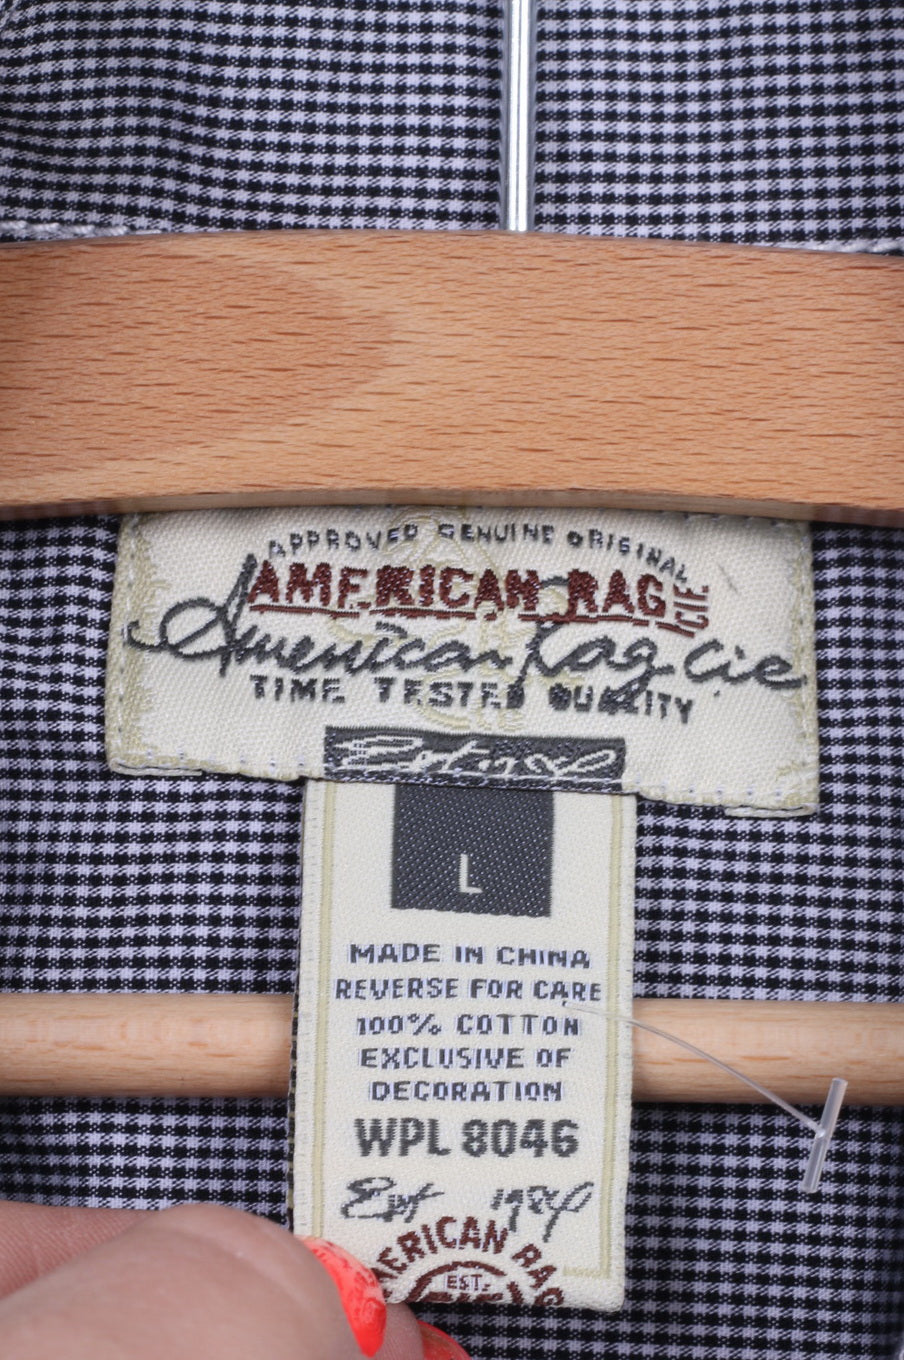 APPROVED GENUINE ORIGINAL
AMERICAN RAG CIE
American Rag Cie
TIME TESTED QUALITY
L
MADE IN CHINA
REVERSE FOR CARE
100% COTTON
EXCLUSIVE OF
DECORATION
WPL 8046
Est 1984
AMERICAN RAG
EST.